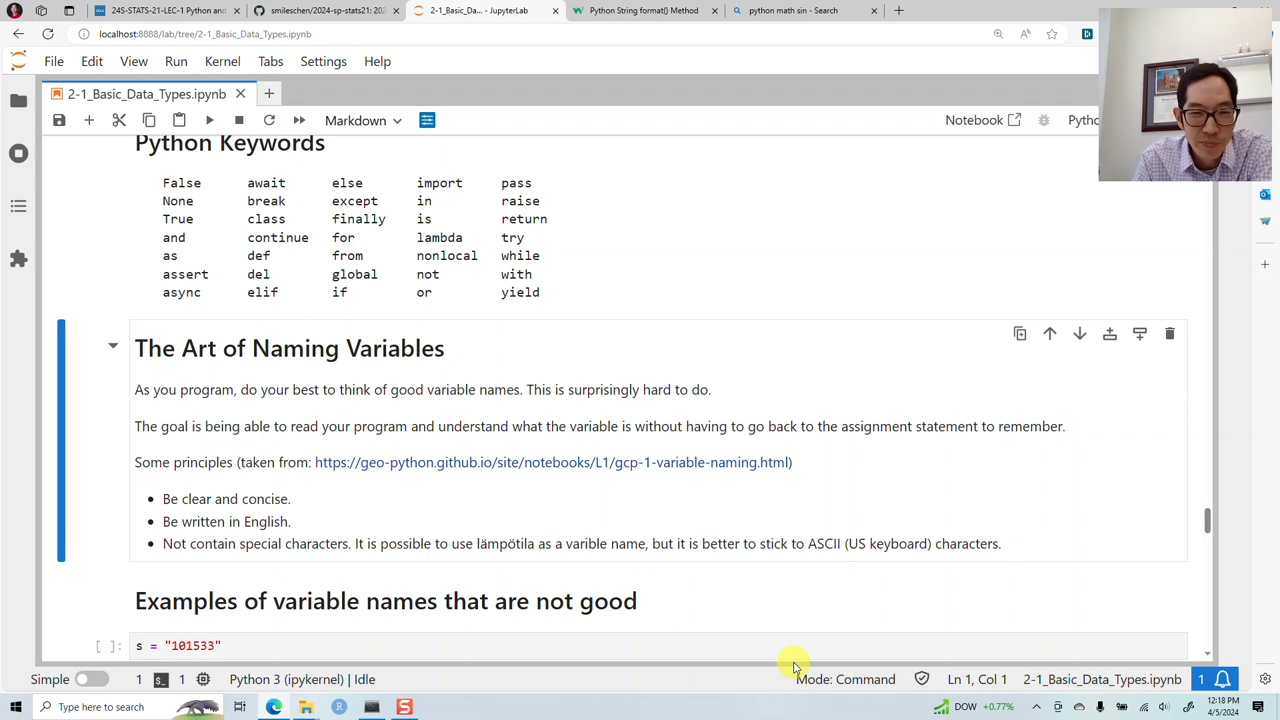 24S-STATS-21-LEC-1 Python and
smileschen/2024-sp-stats21: 202
2-1_Basic_Da... - JupyterLab
Python String format() Method
python math sin - Search
localhost:8888/lab/tree/2-1_Basic_Data_Types.ipynb
File Edit View Run Kernel Tabs Settings Help
2-1_Basic_Data_Types.ipynb
Markdown
Notebook
Pytho
Python Keywords
False await else import pass
None break except in raise
True class finally is return
and continue for lambda try
as def from nonlocal while
assert del global not with
async elif if or yield
The Art of Naming Variables
As you program, do your best to think of good variable names. This is surprisingly hard to do.
The goal is being able to read your program and understand what the variable is without having to go back to the assignment statement to remember.
Some principles (taken from: https://geo-python.github.io/site/notebooks/L1/gcp-1-variable-naming.html)
• Be clear and concise.
• Be written in English.
• Not contain special characters. It is possible to use lämpötila as a varible name, but it is better to stick to ASCII (US keyboard) characters.
Examples of variable names that are not good
[ ]: s = "101533"
Simple 1 1 Python 3 (ipykernel) | Idle Mode: Command Ln 1, Col 1 2-1_Basic_Data_Types.ipynb 1
Type here to search
DOW +0.77%
12:18 PM
4/5/2024